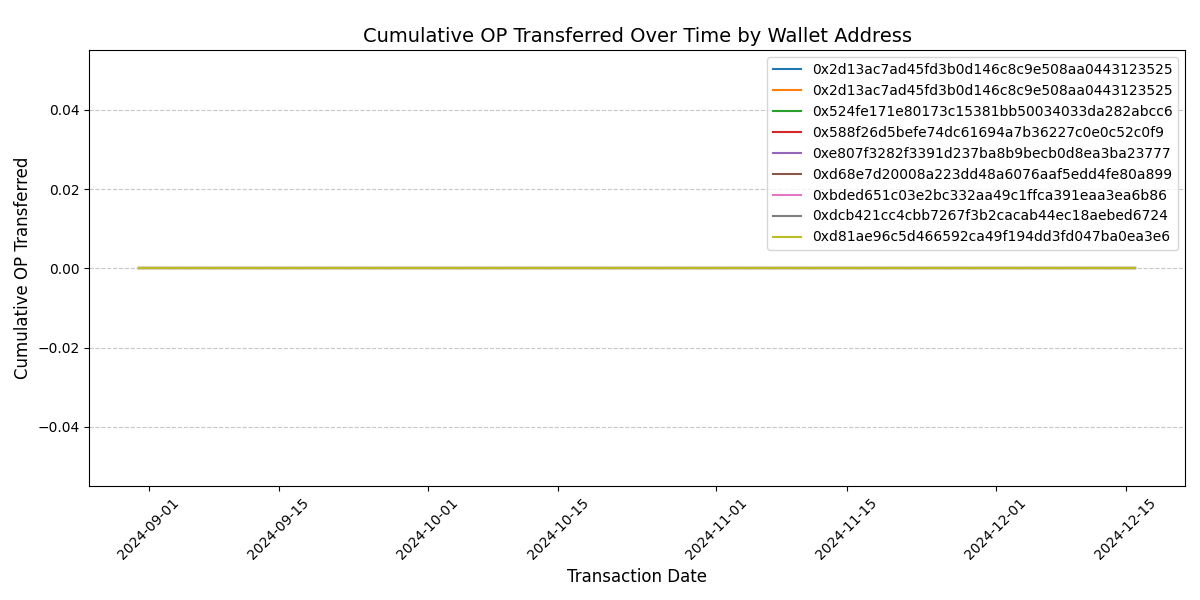 Cumulative OP Transferred Over Time by Wallet Address
0x2d13ac7ad45fd3b0d146c8c9e508aa0443123525
0x2d13ac7ad45fd3b0d146c8c9e508aa0443123525
0x524fe171e80173c15381bb50034033da282abcc6
0x588f26d5befe74dc61694a7b36227c0e0c52c0f9
0xe807f3282f3391d237ba8b9becb0d8ea3ba23777
0xd68e7d20008a223dd48a6076aaf5edd4fe80a899
0xbded651c03e2bc332aa49c1ffca391eaa3ea6b86
0xdcb421cc4cbb7267f3b2cacab44ec18aebed6724
0xd81ae96c5d466592ca49f194dd3fd047ba0ea3e6
Cumulative OP Transferred
0.04
0.02
0.00
−0.02
−0.04
2024-09-01
2024-09-15
2024-10-01
2024-10-15
2024-11-01
2024-11-15
2024-12-01
2024-12-15
Transaction Date